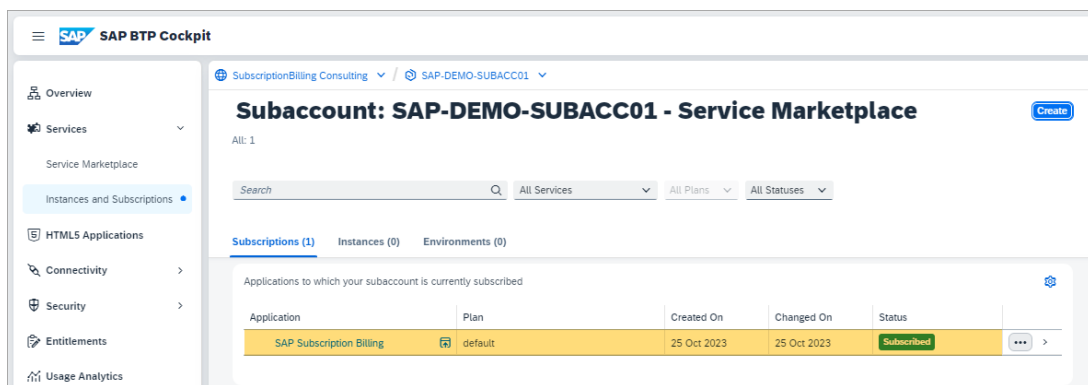 SAP SAP BTP Cockpit
Overview
Services
Service Marketplace
Instances and Subscriptions
HTML5 Applications
Connectivity
Security
Entitlements
Usage Analytics
SubscriptionBilling Consulting / SAP-DEMO-SUBACC01
Subaccount: SAP-DEMO-SUBACC01 - Service Marketplace
Create
All: 1
Search All Services All Plans All Statuses
Subscriptions (1) Instances (0) Environments (0)
Applications to which your subaccount is currently subscribed
Application Plan Created On Changed On Status
SAP Subscription Billing default 25 Oct 2023 25 Oct 2023 Subscribed